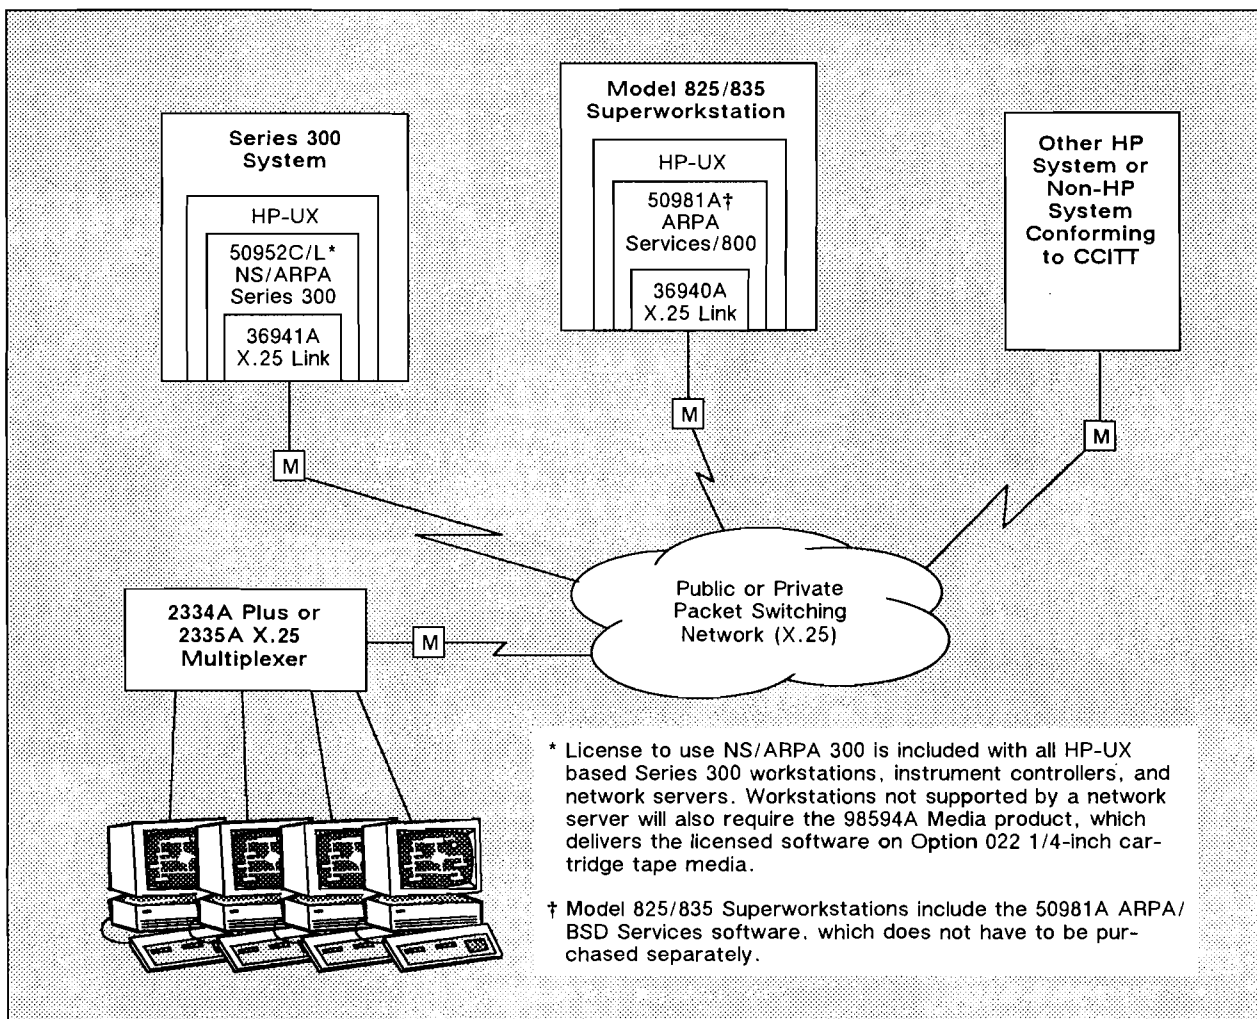 Series 300
System
HP-UX
50952C/L*
NS/ARPA
Series 300
36941A
X.25 Link
Model 825/835
Superworkstation
HP-UX
50981A†
ARPA
Services/800
36940A
X.25 Link
Other HP
System or
Non-HP
System
Conforming
to CCITT
M
M
M
2334A Plus or
2335A X.25
Multiplexer
M
Public or Private
Packet Switching
Network (X.25)
* License to use NS/ARPA 300 is included with all HP-UX
based Series 300 workstations, instrument controllers, and
network servers. Workstations not supported by a network
server will also require the 98594A Media product, which
delivers the licensed software on Option 022 1/4-inch car-
tridge tape media.
† Model 825/835 Superworkstations include the 50981A ARPA/
BSD Services software, which does not have to be pur-
chased separately.